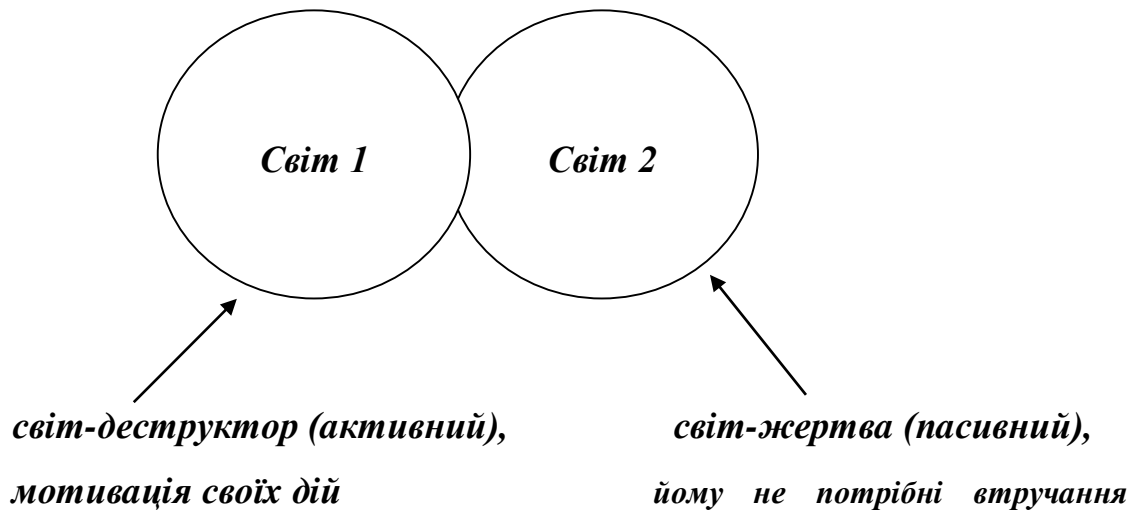 Світ 1
Світ 2
світ-деструктор (активний),
мотивація своїх дій
світ-жертва (пасивний),
йому не потрібні втручання